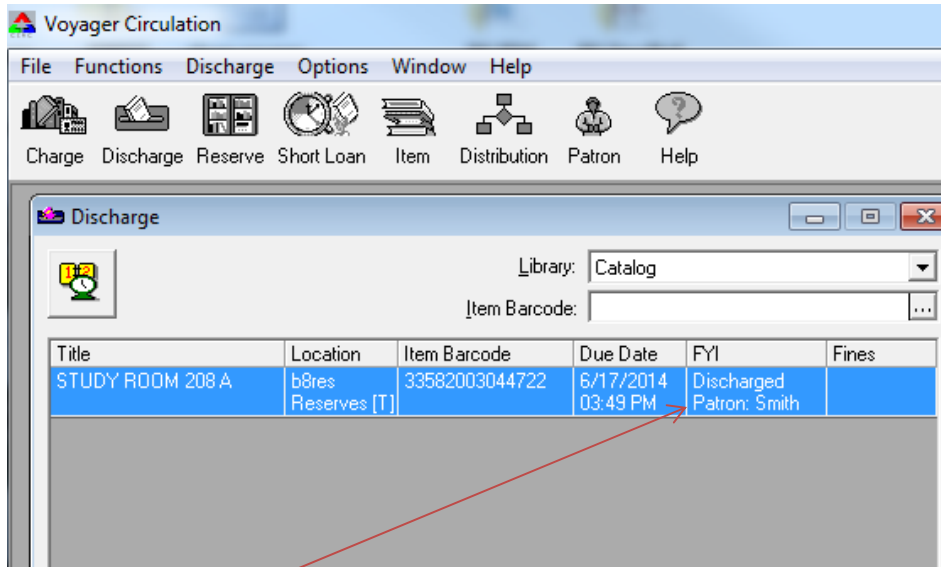 Voyager Circulation
File Functions Discharge Options Window Help
Charge Discharge Reserve Short Loan Item Distribution Patron Help
Discharge
Library: Catalog
Item Barcode: ...
Title Location Item Barcode Due Date FYI Fines
STUDY ROOM 208 A b8res 33582003044722 6/17/2014 Discharged
Reserves [T] 03:49 PM Patron: Smith